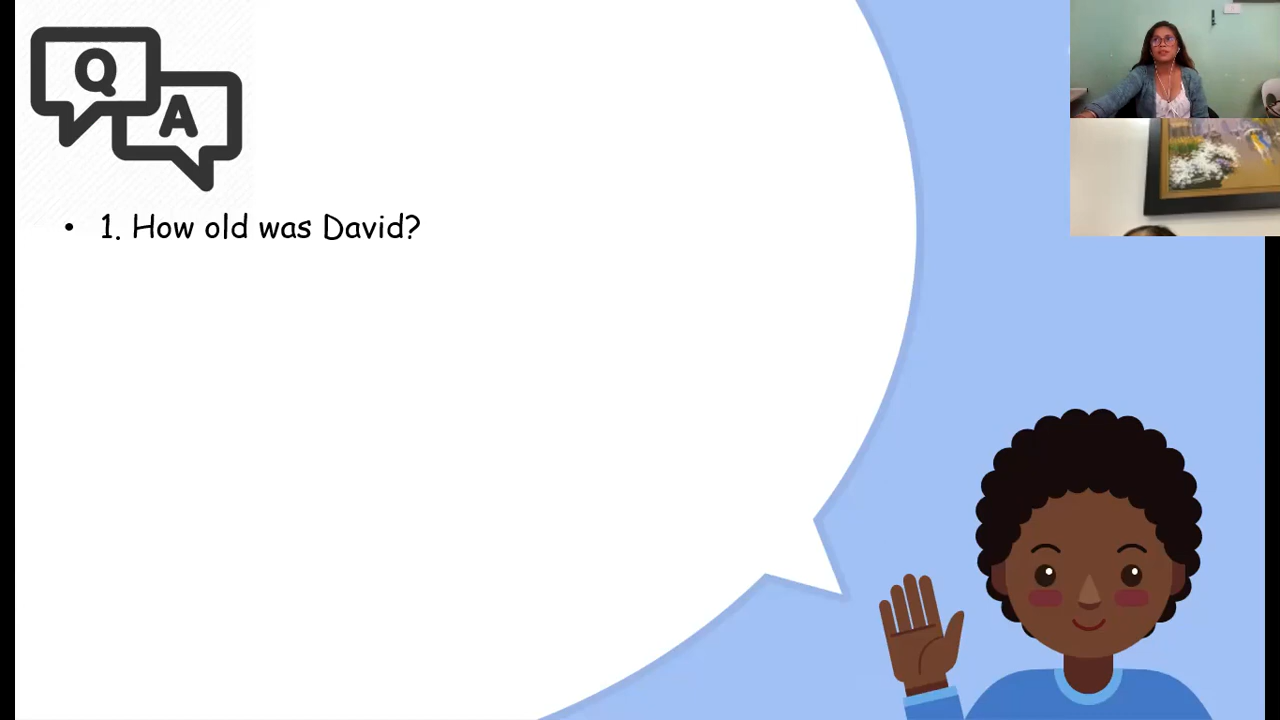 Q
A
• 1. How old was David?